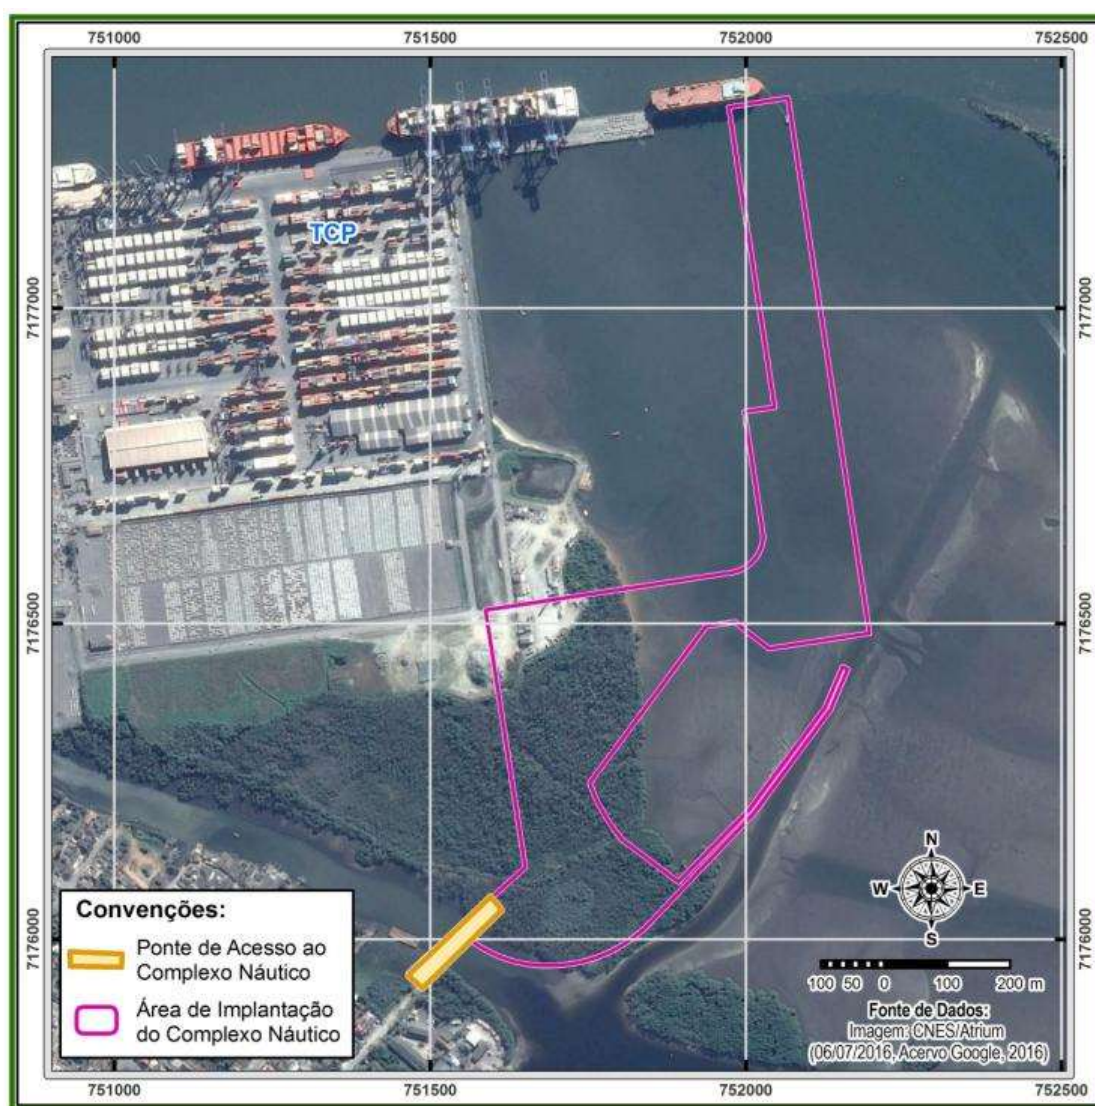 751000 751500 752000 752500
TCP
7177000 7177000
7176500 7176500
7176000 7176000
N
W E
S
Convenções:
Ponte de Acesso ao
Complexo Náutico
Área de Implantação
do Complexo Náutico
100 50 0 100 200 m
Fonte de Dados:
Imagem: CNES/Atrium
(06/07/2016, Acervo Google, 2016)
751000 751500 752000 752500